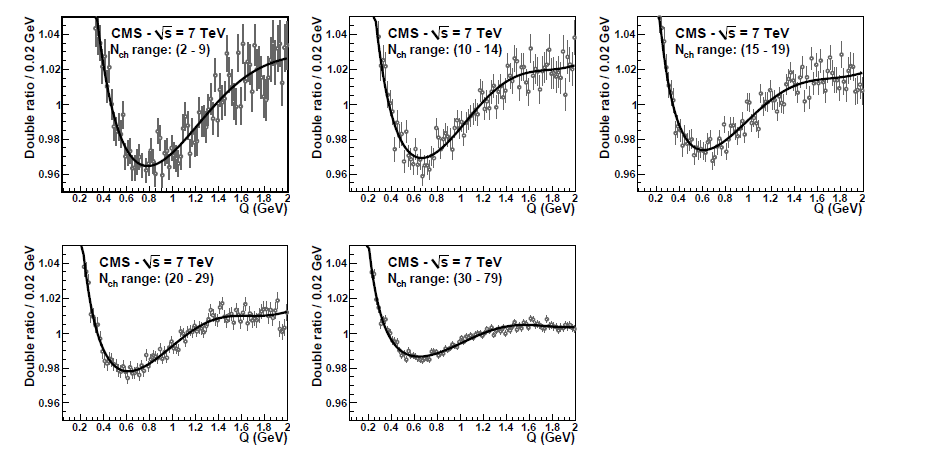 Double ratio / 0.02 GeV
CMS - √s = 7 TeV
N_ch range: (2 - 9)
1.04
1.02
1
0.98
0.96
0.2 0.4 0.6 0.8 1 1.2 1.4 1.6 1.8 2
Q (GeV)
Double ratio / 0.02 GeV
CMS - √s = 7 TeV
N_ch range: (10 - 14)
1.04
1.02
1
0.98
0.96
0.2 0.4 0.6 0.8 1 1.2 1.4 1.6 1.8 2
Q (GeV)
Double ratio / 0.02 GeV
CMS - √s = 7 TeV
N_ch range: (15 - 19)
1.04
1.02
1
0.98
0.96
0.2 0.4 0.6 0.8 1 1.2 1.4 1.6 1.8 2
Q (GeV)
Double ratio / 0.02 GeV
CMS - √s = 7 TeV
N_ch range: (20 - 29)
1.04
1.02
1
0.98
0.96
0.2 0.4 0.6 0.8 1 1.2 1.4 1.6 1.8 2
Q (GeV)
Double ratio / 0.02 GeV
CMS - √s = 7 TeV
N_ch range: (30 - 79)
1.04
1.02
1
0.98
0.96
0.2 0.4 0.6 0.8 1 1.2 1.4 1.6 1.8 2
Q (GeV)